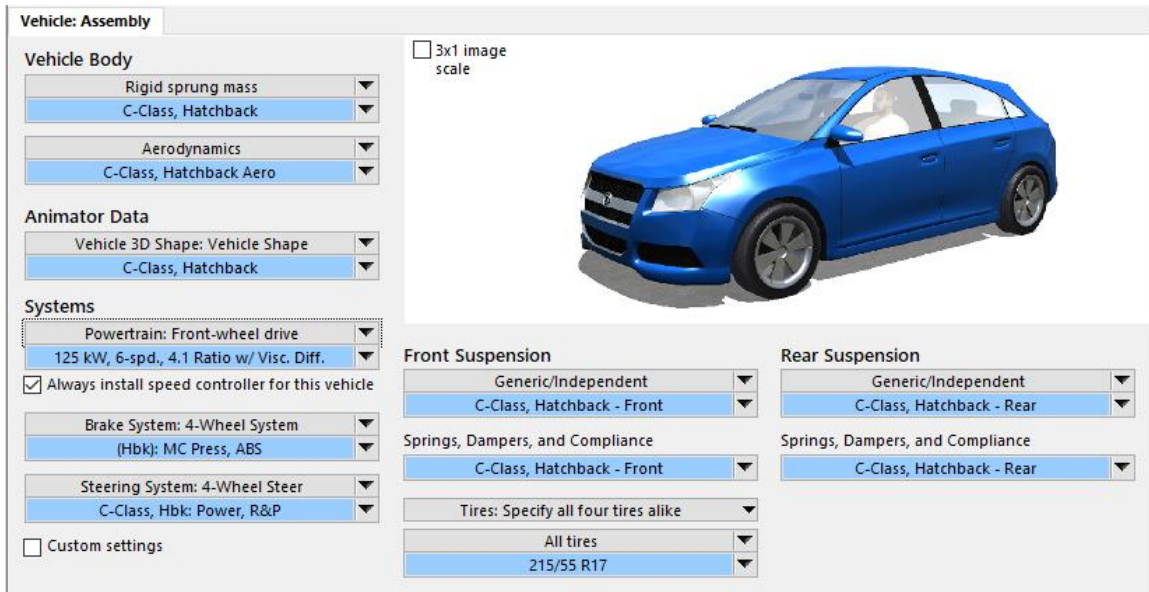 Vehicle: Assembly
Vehicle Body
Rigid sprung mass
C-Class, Hatchback
Aerodynamics
C-Class, Hatchback Aero
Animator Data
Vehicle 3D Shape: Vehicle Shape
C-Class, Hatchback
Systems
Powertrain: Front-wheel drive
125 kW, 6-spd., 4.1 Ratio w/ Visc. Diff.
Always install speed controller for this vehicle
Brake System: 4-Wheel System
(Hbk): MC Press, ABS
Steering System: 4-Wheel Steer
C-Class, Hbk: Power, R&P
Custom settings
3x1 image
scale
Front Suspension
Generic/Independent
C-Class, Hatchback - Front
Springs, Dampers, and Compliance
C-Class, Hatchback - Front
Tires: Specify all four tires alike
All tires
215/55 R17
Rear Suspension
Generic/Independent
C-Class, Hatchback - Rear
Springs, Dampers, and Compliance
C-Class, Hatchback - Rear